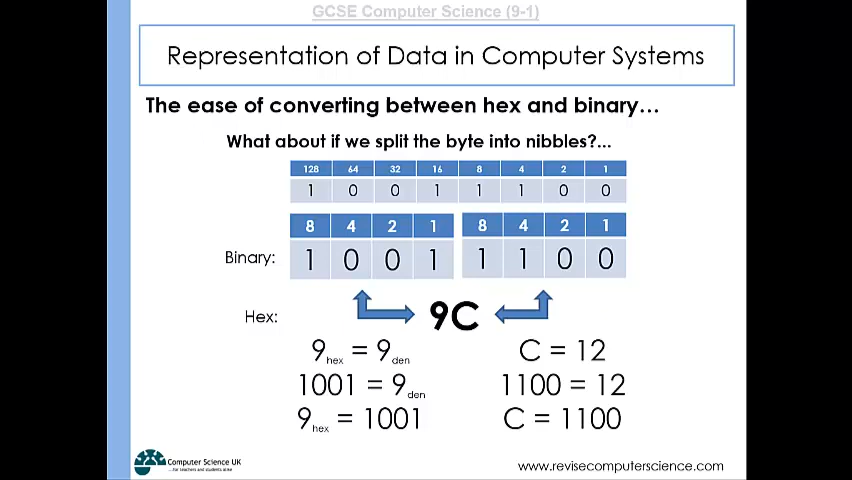 GCSE Computer Science (9-1)
Representation of Data in Computer Systems
The ease of converting between hex and binary…
What about if we split the byte into nibbles?...
128 64 32 16 8 4 2 1
1 0 0 1 1 1 0 0
8 4 2 1 8 4 2 1
Binary: 1 0 0 1 1 1 0 0
Hex: 9C
9hex = 9den C = 12
1001 = 9den 1100 = 12
9hex = 1001 C = 1100
Computer Science UK
...for teachers and students alike
www.revisecomputerscience.com